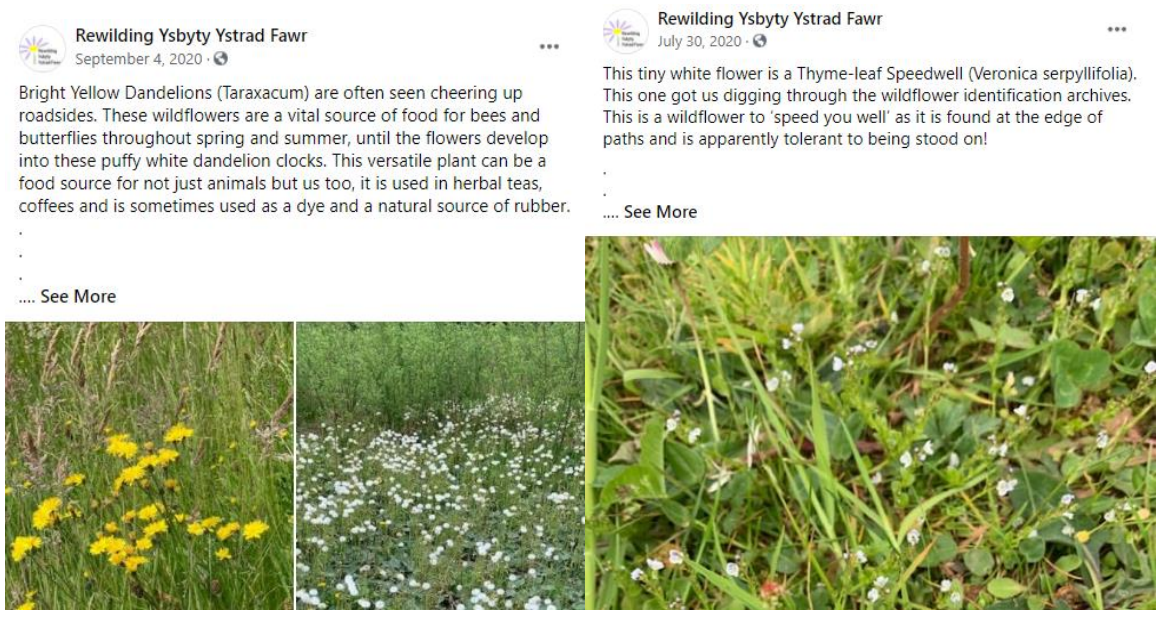 Rewilding Ysbyty Ystrad Fawr
September 4, 2020 ·
Bright Yellow Dandelions (Taraxacum) are often seen cheering up
roadsides. These wildflowers are a vital source of food for bees and
butterflies throughout spring and summer, until the flowers develop
into these puffy white dandelion clocks. This versatile plant can be a
food source for not just animals but us too, it is used in herbal teas,
coffees and is sometimes used as a dye and a natural source of rubber.
.
.
.
.... See More
Rewilding Ysbyty Ystrad Fawr
July 30, 2020 ·
This tiny white flower is a Thyme-leaf Speedwell (Veronica serpyllifolia).
This one got us digging through the wildflower identification archives.
This is a wildflower to 'speed you well' as it is found at the edge of
paths and is apparently tolerant to being stood on!
.
.
.... See More